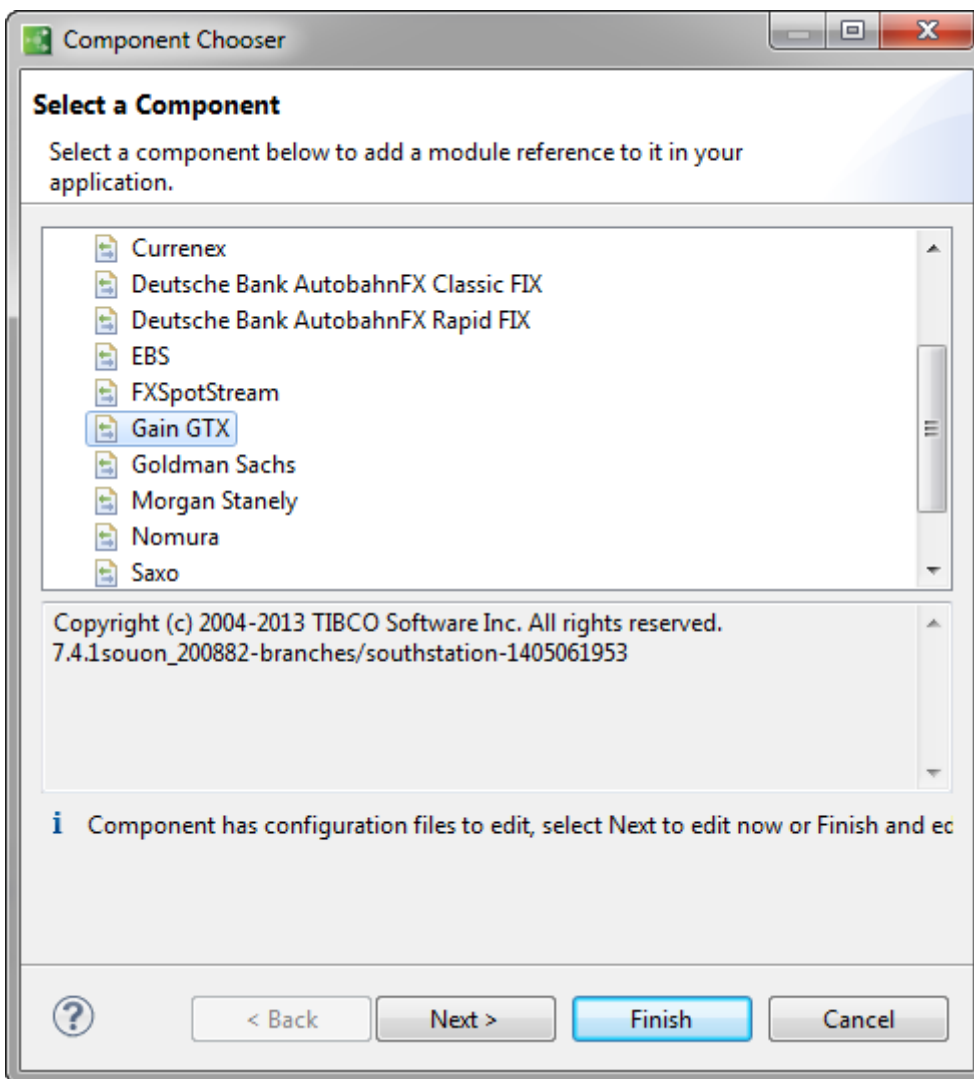 Component Chooser
Select a Component
Select a component below to add a module reference to it in your
application.
Currenex
Deutsche Bank AutobahnFX Classic FIX
Deutsche Bank AutobahnFX Rapid FIX
EBS
FXSpotStream
Gain GTX
Goldman Sachs
Morgan Stanely
Nomura
Saxo
Copyright (c) 2004-2013 TIBCO Software Inc. All rights reserved.
7.4.1souon_200882-branches/southstation-1405061953
i Component has configuration files to edit, select Next to edit now or Finish and ec
? < Back Next > Finish Cancel